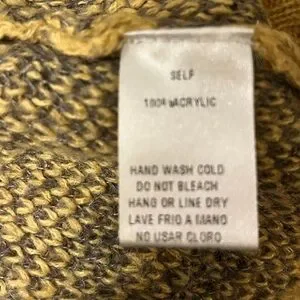 SELF
100% ACRYLIC
HAND WASH COLD
DO NOT BLEACH
HANG OR LINE DRY
LAVE FRIO A MANO
NO USAR CLORO